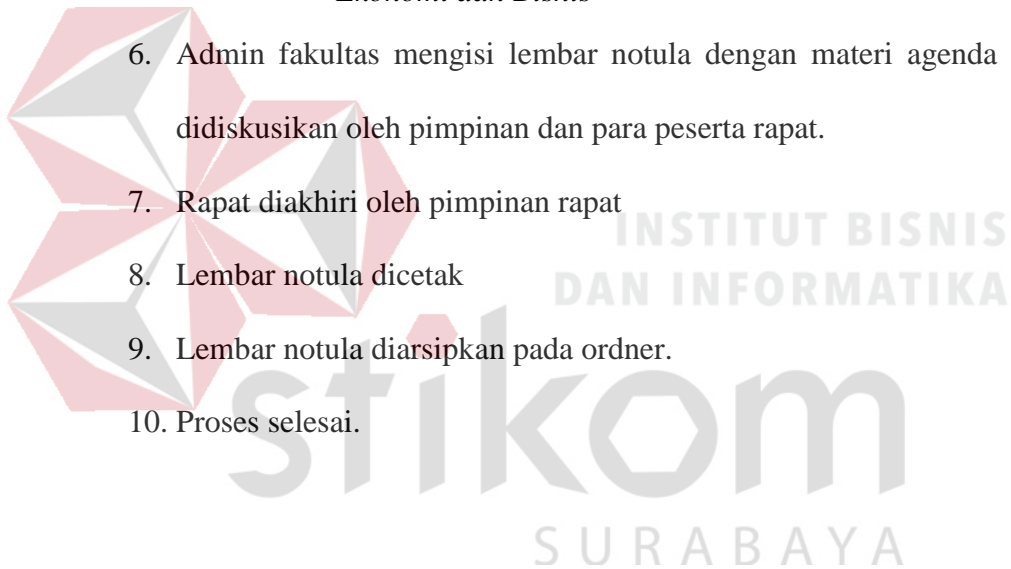 Ekonomi dan Bisnis
6. Admin fakultas mengisi lembar notula dengan materi agenda
didiskusikan oleh pimpinan dan para peserta rapat.
7. Rapat diakhiri oleh pimpinan rapat
INSTITUT BISNIS
8. Lembar notula dicetak
DAN INFORMATIKA
9. Lembar notula diarsipkan pada ordner.
stikom
10. Proses selesai.
SURABAYA